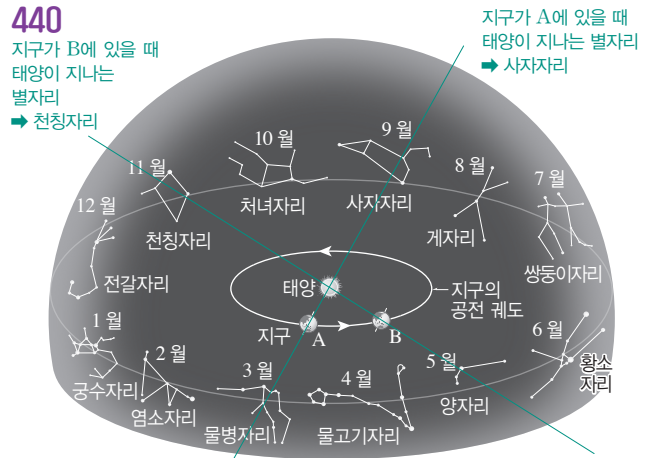 440
지구가 B에 있을 때
태양이 지나는
별자리
➡ 천칭자리
지구가 A에 있을 때
태양이 지나는 별자리
➡ 사자자리
9월
10월
11월
8월
7월
처녀자리
사자자리
12월
천칭자리
게자리
쌍둥이자리
전갈자리
태양
지구의
공전 궤도
1월
지구
A
B
6월
2월
3월
4월
5월
황소
자리
궁수자리
염소자리
물병자리
물고기자리
양자리